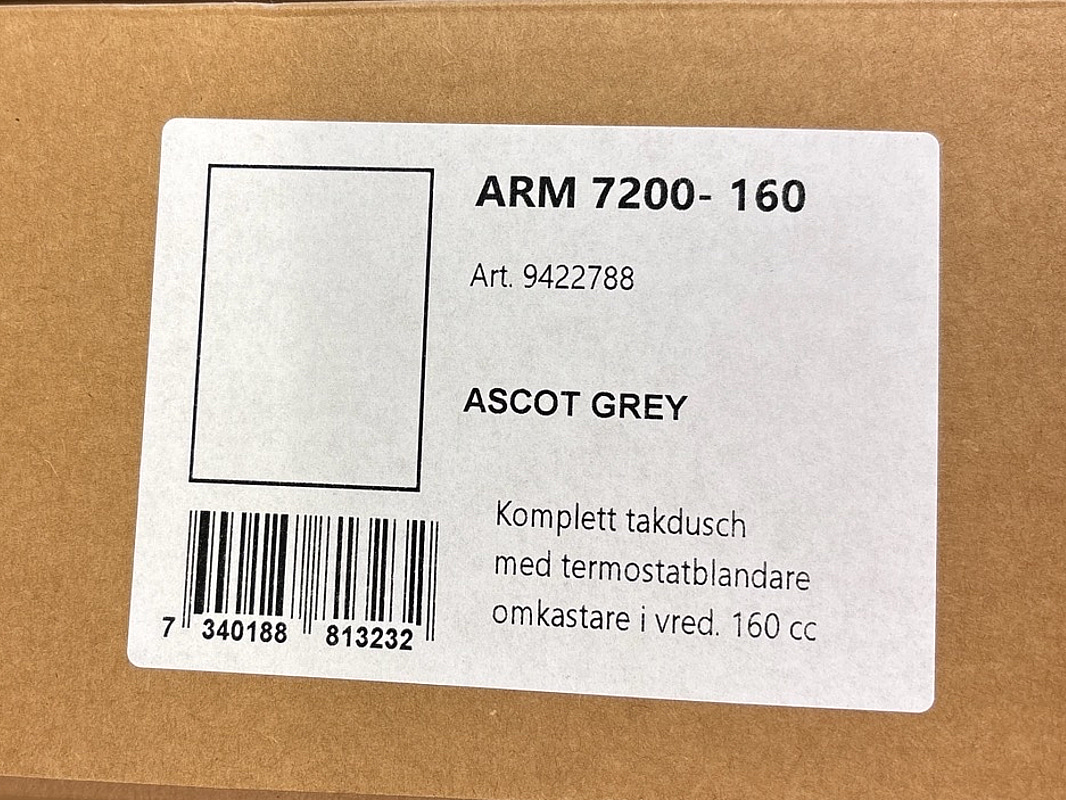 ARM 7200- 160
Art. 9422788
ASCOT GREY
Komplett takdusch
med termostatblandare
omkastare i vred. 160 cc
7 340188 813232